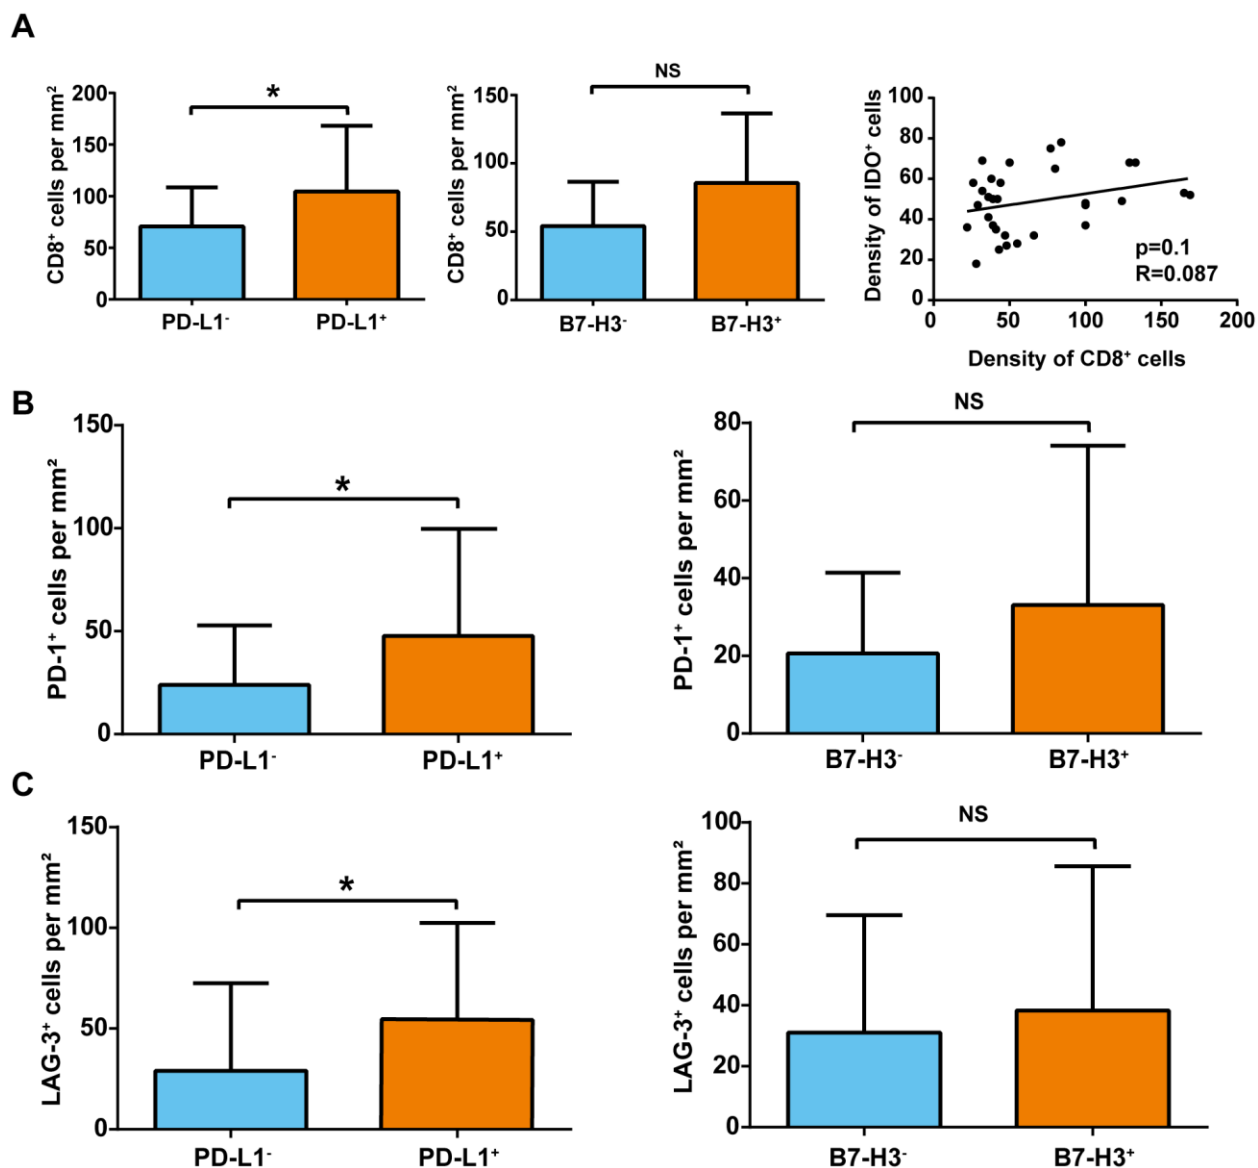 A
CD8⁺ cells per mm²
200
150
100
50
0
*
PD-L1⁻
PD-L1⁺
CD8⁺ cells per mm²
150
100
50
0
NS
B7-H3⁻
B7-H3⁺
Density of IDO⁺ cells
100
80
60
40
20
0
p=0.1
R=0.087
0
50
100
150
200
Density of CD8⁺ cells
B
PD-1⁺ cells per mm²
150
100
50
0
*
PD-L1⁻
PD-L1⁺
PD-1⁺ cells per mm²
80
60
40
20
0
NS
B7-H3⁻
B7-H3⁺
C
LAG-3⁺ cells per mm²
150
100
50
0
*
PD-L1⁻
PD-L1⁺
LAG-3⁺ cells per mm²
100
80
60
40
20
0
NS
B7-H3⁻
B7-H3⁺